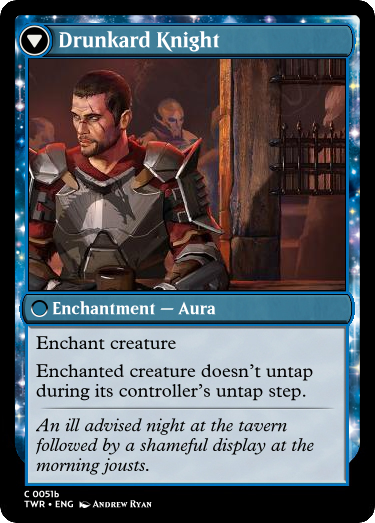 Drunkard Knight
Enchantment — Aura
Enchant creature
Enchanted creature doesn't untap
during its controller's untap step.
An ill advised night at the tavern
followed by a shameful display at the
morning jousts.
C 0051b
TWR • ENG Andrew Ryan